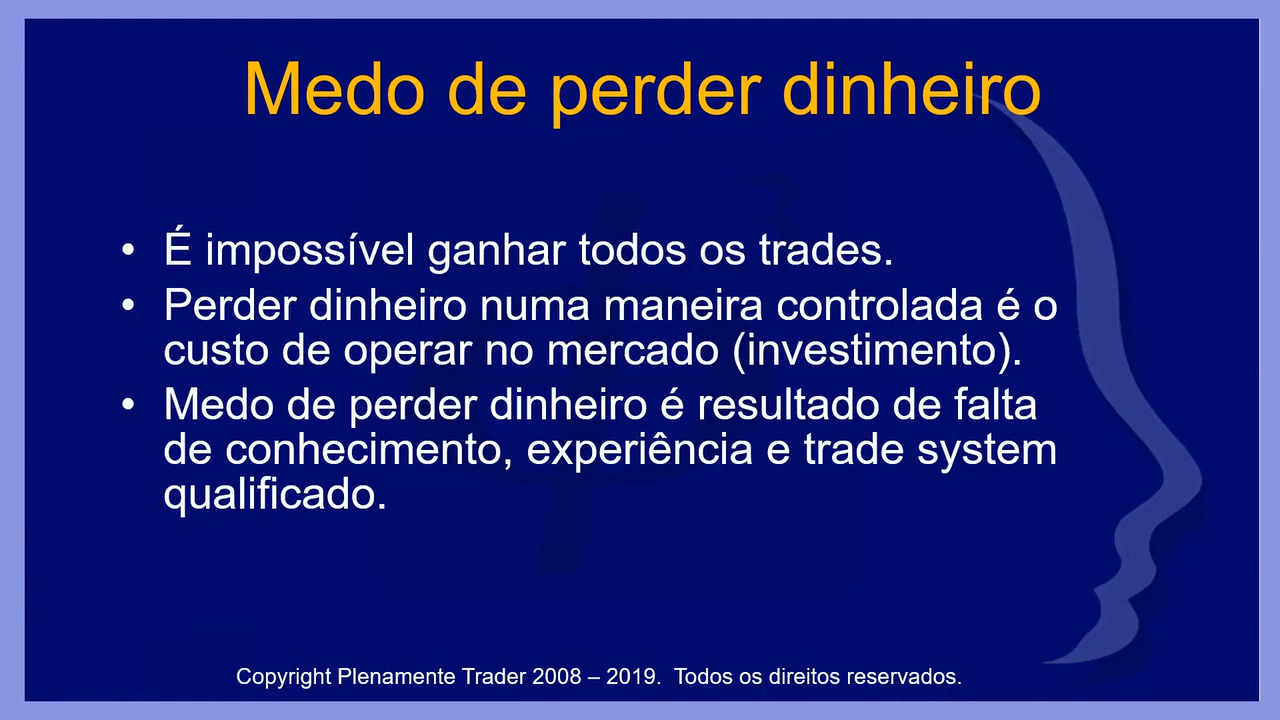 Medo de perder dinheiro
• É impossível ganhar todos os trades.
• Perder dinheiro numa maneira controlada é o
custo de operar no mercado (investimento).
• Medo de perder dinheiro é resultado de falta
de conhecimento, experiência e trade system
qualificado.
Copyright Plenamente Trader 2008 – 2019.  Todos os direitos reservados.